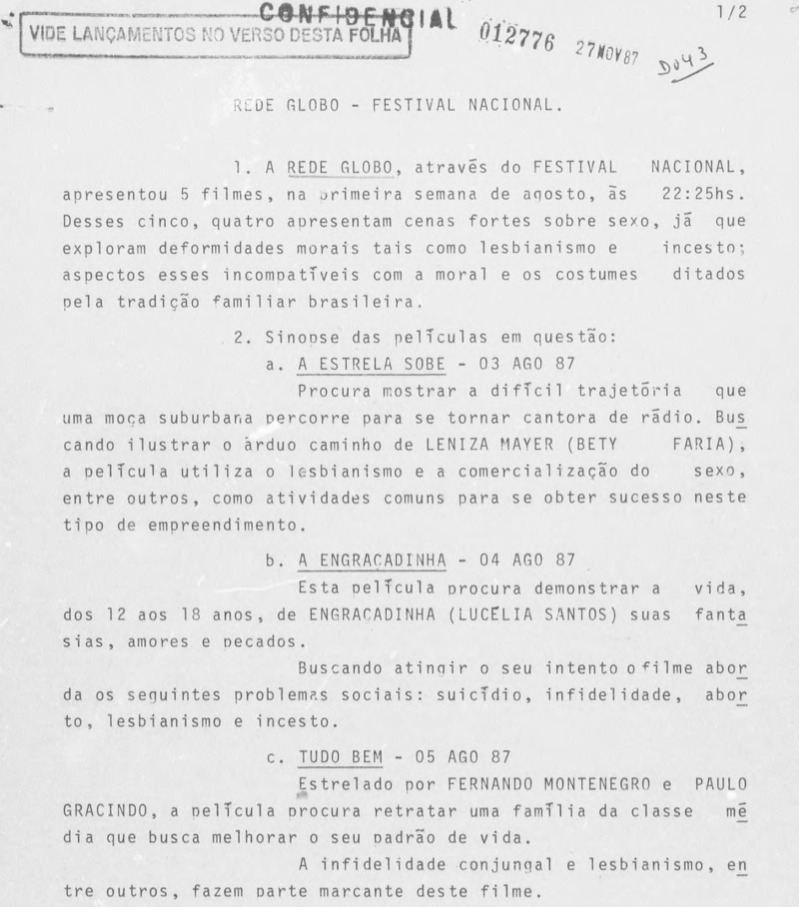 CONFIDENCIAL
1/2
VIDE LANÇAMENTOS NO VERSO DESTA FOLHA
012776 27NOV87
REDE GLOBO - FESTIVAL NACIONAL.
1. A REDE GLOBO, através do FESTIVAL NACIONAL,
apresentou 5 filmes, na primeira semana de agosto, às 22:25hs.
Desses cinco, quatro apresentam cenas fortes sobre sexo, já que
exploram deformidades morais tais como lesbianismo e incesto;
aspectos esses incompatíveis com a moral e os costumes ditados
pela tradição familiar brasileira.
2. Sinopse das películas em questão:
a. A ESTRELA SOBE - 03 AGO 87
Procura mostrar a difícil trajetória que
uma moça suburbana percorre para se tornar cantora de rádio. Bus
cando ilustrar o árduo caminho de LENIZA MAYER (BETY FARIA),
a película utiliza o lesbianismo e a comercialização do sexo,
entre outros, como atividades comuns para se obter sucesso neste
tipo de empreendimento.
b. A ENGRAÇADINHA - 04 AGO 87
Esta película procura demonstrar a vida,
dos 12 aos 18 anos, de ENGRAÇADINHA (LUCÉLIA SANTOS) suas fanta
sias, amores e pecados.
Buscando atingir o seu intento o filme abor
da os seguintes problemas sociais: suicídio, infidelidade, abor
to, lesbianismo e incesto.
c. TUDO BEM - 05 AGO 87
Estrelado por FERNANDO MONTENEGRO e PAULO
GRACINDO, a película procura retratar uma família da classe mé
dia que busca melhorar o seu padrão de vida.
A infidelidade conjungal e lesbianismo, en
tre outros, fazem parte marcante deste filme.